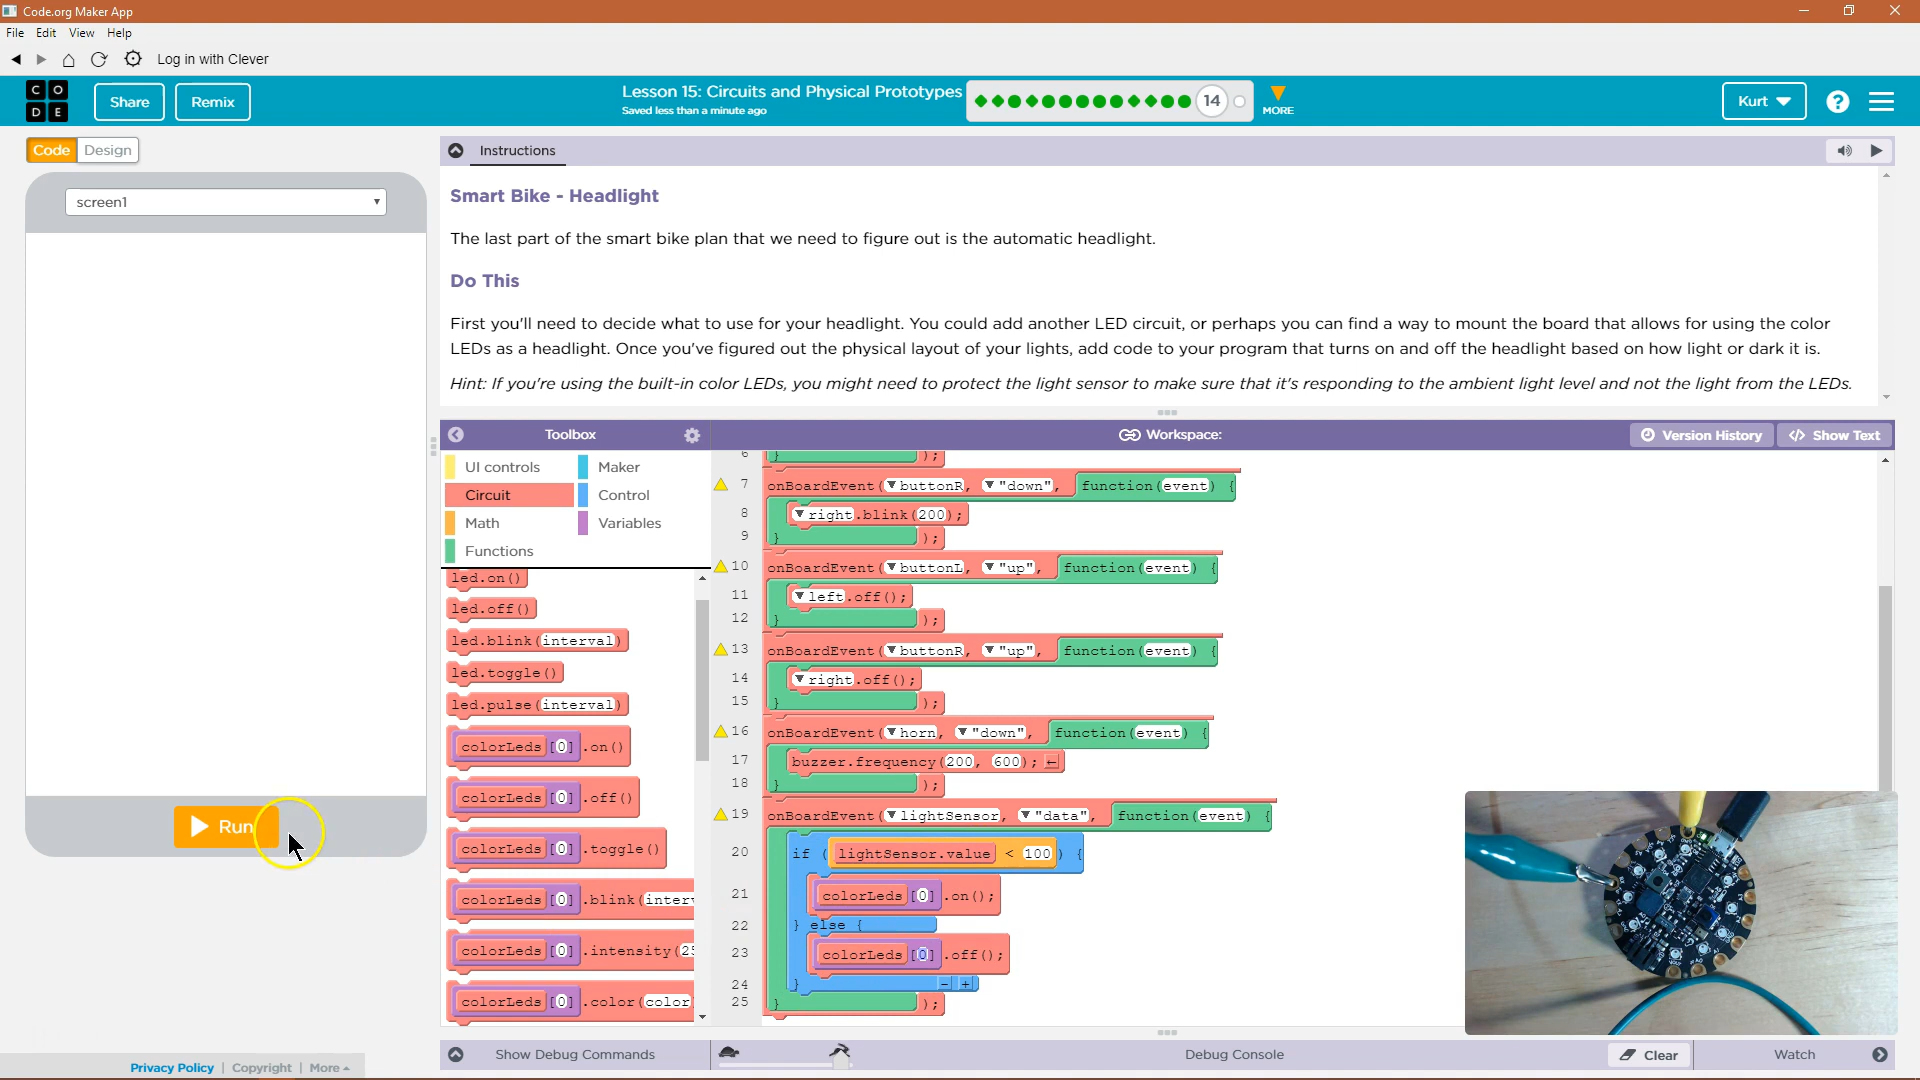 Code.org Maker App
File Edit View Help
Log in with Clever
C O
D E
Share
Remix
Lesson 15: Circuits and Physical Prototypes
Saved less than a minute ago
14
MORE
Kurt
?
Code
Design
screen1
Run
Instructions
Smart Bike - Headlight
The last part of the smart bike plan that we need to figure out is the automatic headlight.
Do This
First you'll need to decide what to use for your headlight. You could add another LED circuit, or perhaps you can find a way to mount the board that allows for using the color
LEDs as a headlight. Once you've figured out the physical layout of your lights, add code to your program that turns on and off the headlight based on how light or dark it is.
Hint: If you're using the built-in color LEDs, you might need to protect the light sensor to make sure that it's responding to the ambient light level and not the light from the LEDs.
Toolbox
Workspace:
Version History
</> Show Text
UI controls
Maker
Circuit
Control
Math
Variables
Functions
led.on()
led.off()
led.blink(interval)
led.toggle()
led.pulse(interval)
colorLeds[0].on()
colorLeds[0].off()
colorLeds[0].toggle()
colorLeds[0].blink(interv
colorLeds[0].intensity(25
colorLeds[0].color(color
6 } );
7 onBoardEvent(▼buttonR, ▼"down", function(event) {
8 ▼right.blink(200);
9 } );
10 onBoardEvent(▼buttonL, ▼"up", function(event) {
11 ▼left.off();
12 } );
13 onBoardEvent(▼buttonR, ▼"up", function(event) {
14 ▼right.off();
15 } );
16 onBoardEvent(▼horn, ▼"down", function(event) {
17 buzzer.frequency(200, 600); ←
18 } );
19 onBoardEvent(▼lightSensor, ▼"data", function(event) {
20 if (lightSensor.value < 100) {
21 colorLeds[0].on();
22 } else {
23 colorLeds[0].off();
24 } - +
25 } );
Show Debug Commands
Debug Console
Clear
Watch
Privacy Policy | Copyright | More